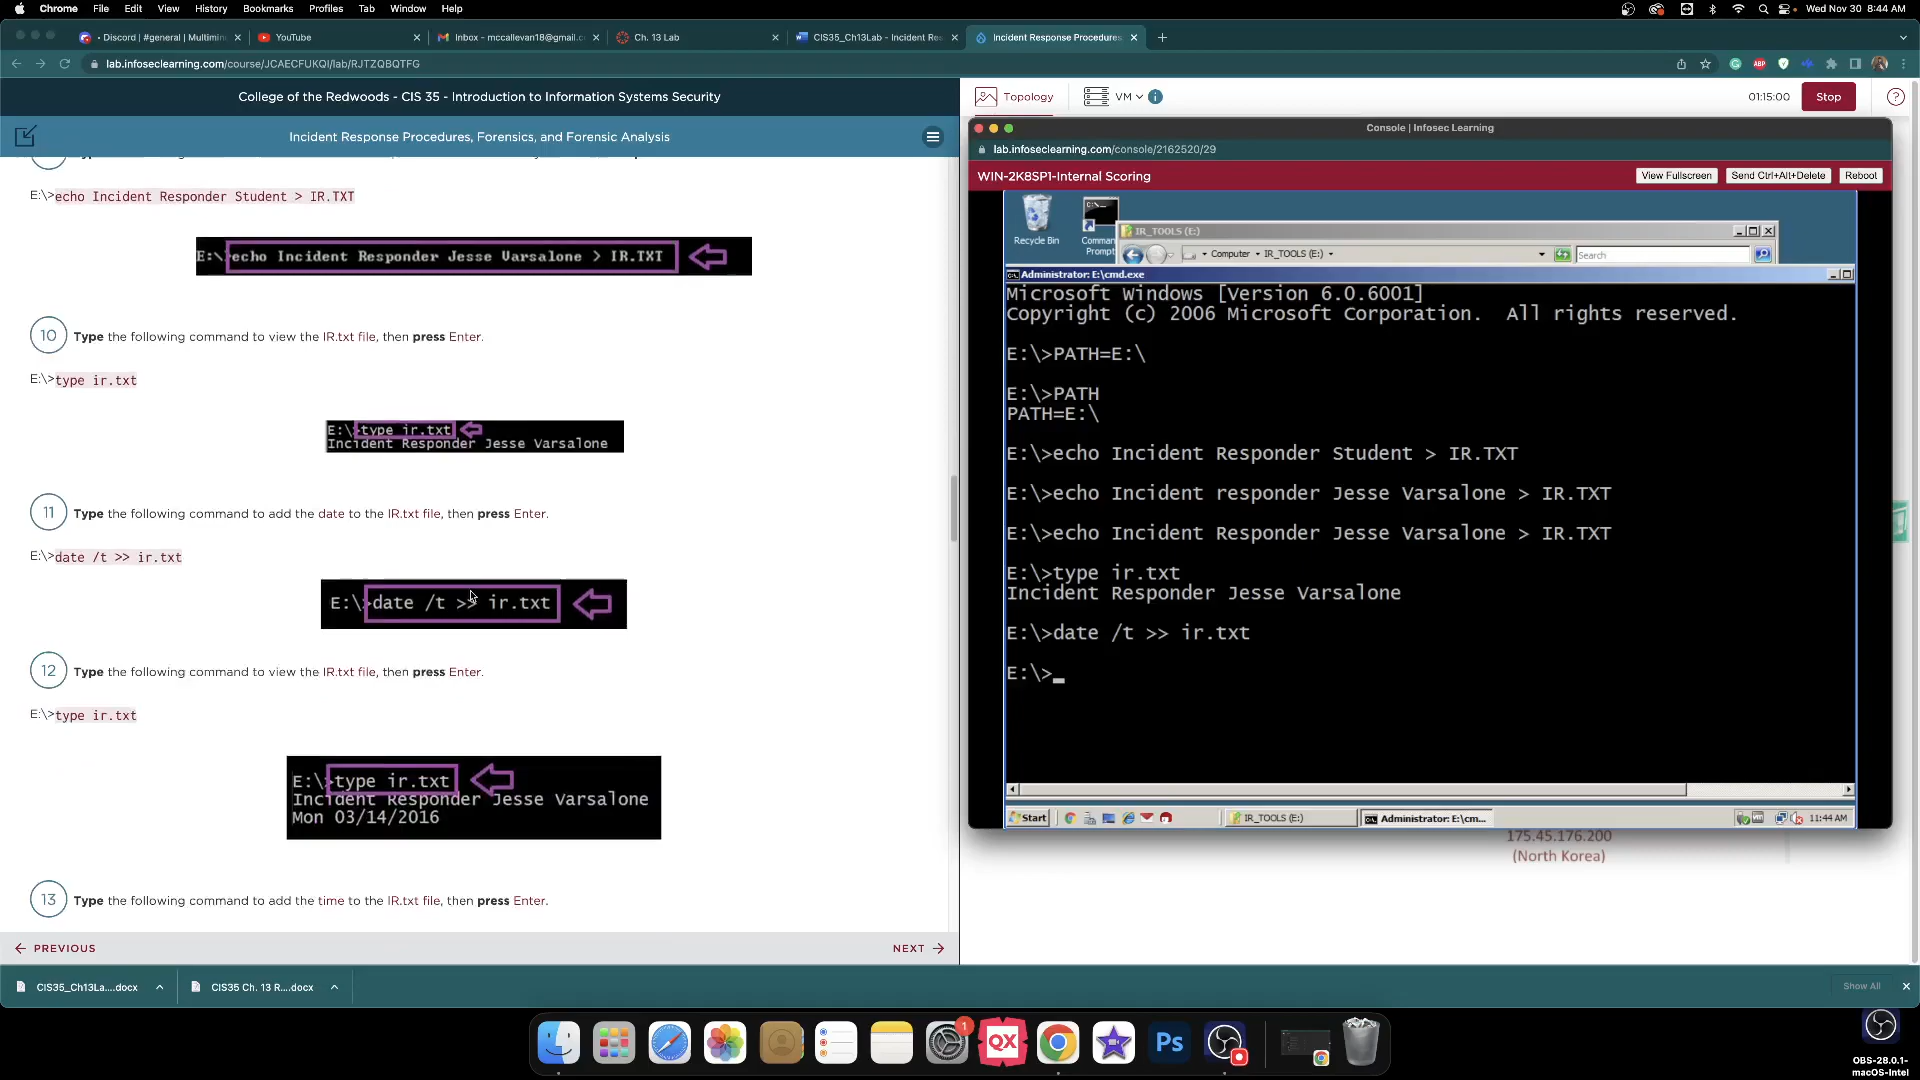 Chrome File Edit View History Bookmarks Profiles Tab Window Help
Wed Nov 30 8:44 AM
• Discord | #general | Multimin
YouTube
Inbox - mccallevan18@gmail.c
Ch. 13 Lab
CIS35_Ch13Lab - Incident Re
Incident Response Procedures
lab.infoseclearning.com/course/JCAECFUKQI/lab/RJTZQBQTFG
ABP
College of the Redwoods - CIS 35 - Introduction to Information Systems Security
Incident Response Procedures, Forensics, and Forensic Analysis
E:\>echo Incident Responder Student > IR.TXT
E:\>echo Incident Responder Jesse Varsalone > IR.TXT
10 Type the following command to view the IR.txt file, then press Enter.
E:\>type ir.txt
E:\>type ir.txt
Incident Responder Jesse Varsalone
11 Type the following command to add the date to the IR.txt file, then press Enter.
E:\>date /t >> ir.txt
E:\>date /t >> ir.txt
12 Type the following command to view the IR.txt file, then press Enter.
E:\>type ir.txt
E:\>type ir.txt
Incident Responder Jesse Varsalone
Mon 03/14/2016
13 Type the following command to add the time to the IR.txt file, then press Enter.
PREVIOUS
NEXT
Topology
VM
01:15:00
Stop
Console | Infosec Learning
lab.infoseclearning.com/console/2162520/29
WIN-2K8SP1-Internal Scoring
View Fullscreen
Send Ctrl+Alt+Delete
Reboot
Recycle Bin
Comman
Prompt
IR_TOOLS (E:)
Computer IR_TOOLS (E:)
Search
Administrator: E:\cmd.exe
Microsoft Windows [Version 6.0.6001]
Copyright (c) 2006 Microsoft Corporation. All rights reserved.
E:\>PATH=E:\
E:\>PATH
PATH=E:\
E:\>echo Incident Responder Student > IR.TXT
E:\>echo Incident responder Jesse Varsalone > IR.TXT
E:\>echo Incident Responder Jesse Varsalone > IR.TXT
E:\>type ir.txt
Incident Responder Jesse Varsalone
E:\>date /t >> ir.txt
E:\>_
Start
IR_TOOLS (E:)
Administrator: E:\cm...
11:44 AM
175.45.176.200
(North Korea)
CIS35_Ch13La....docx
CIS35 Ch. 13 R....docx
Show All
1
QX
Ps
OBS-28.0.1-
macOS-Intel